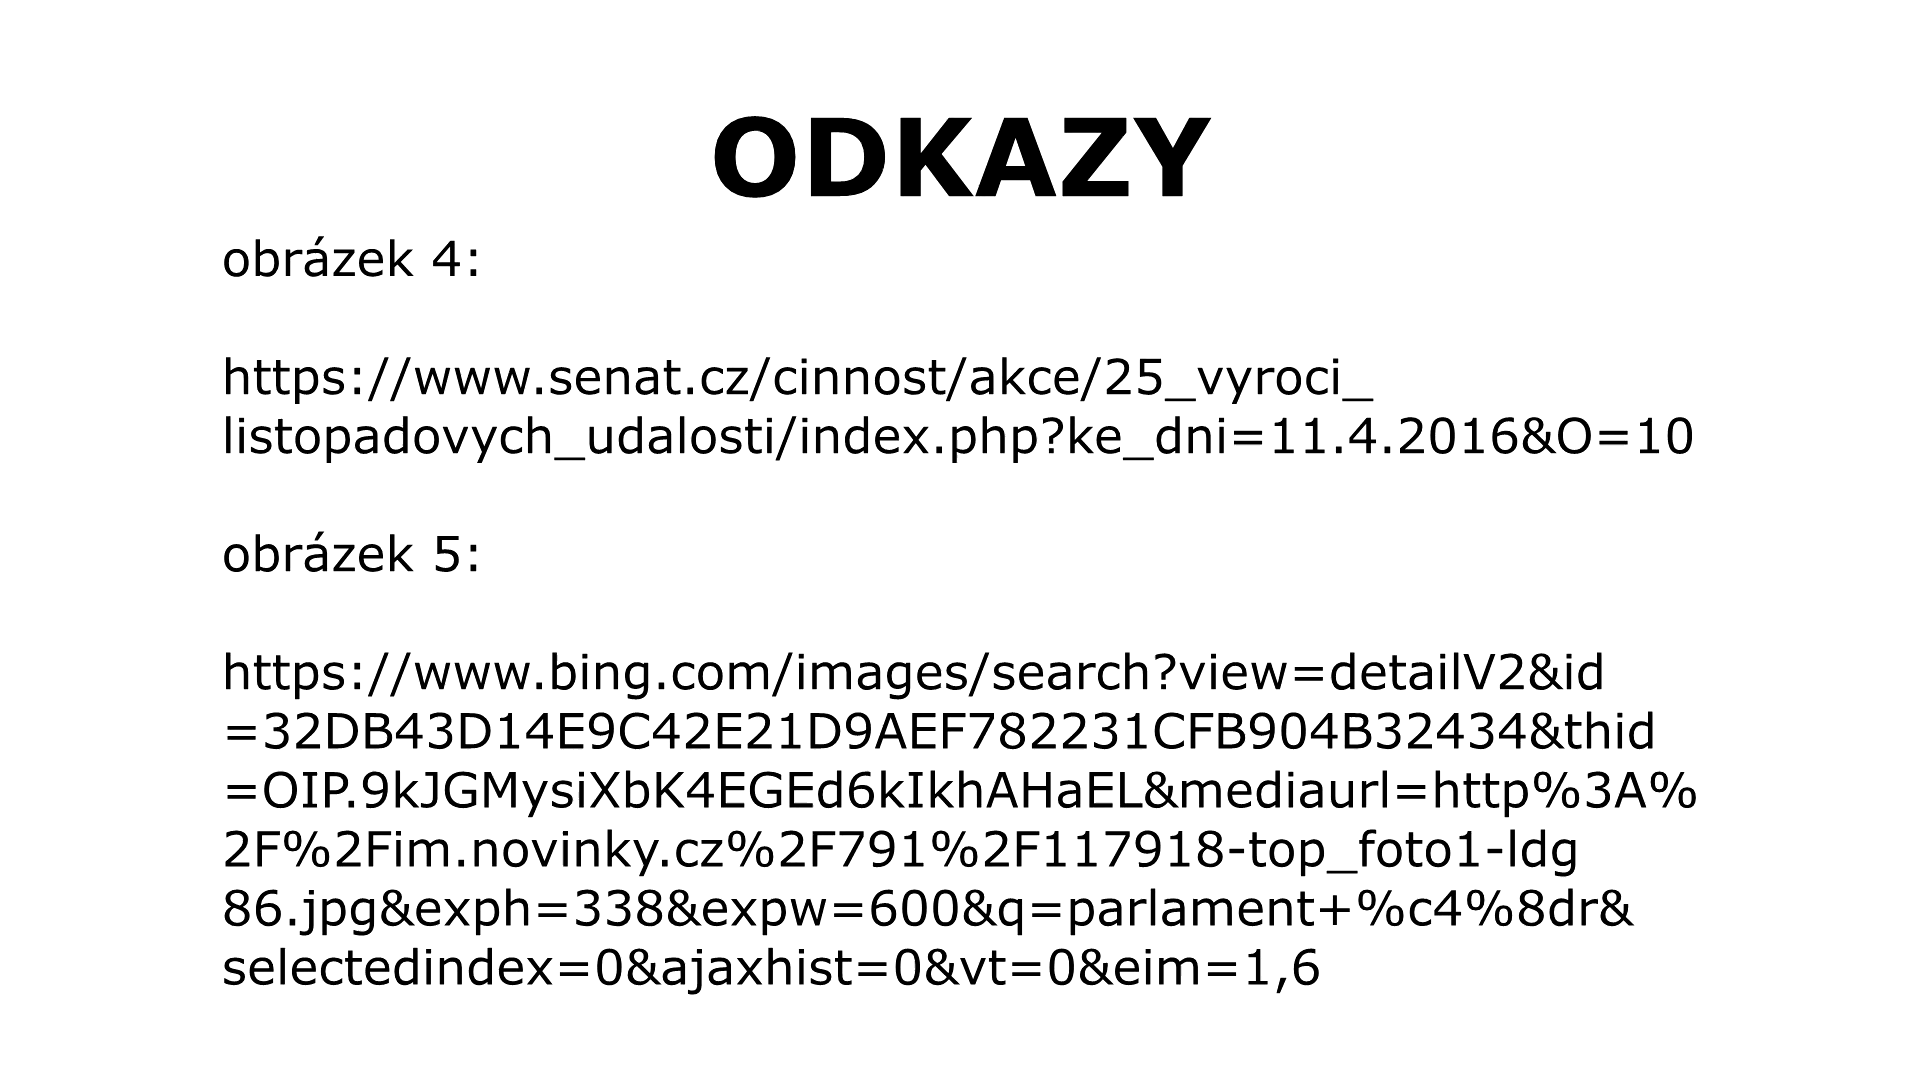 ODKAZY
obrázek 4:
https://www.senat.cz/cinnost/akce/25_vyroci_
listopadovych_udalosti/index.php?ke_dni=11.4.2016&O=10
obrázek 5:
https://www.bing.com/images/search?view=detailV2&id
=32DB43D14E9C42E21D9AEF782231CFB904B32434&thid
=OIP.9kJGMysiXbK4EGEd6kIkhAHaEL&mediaurl=http%3A%
2F%2Fim.novinky.cz%2F791%2F117918-top_foto1-ldg
86.jpg&exph=338&expw=600&q=parlament+%c4%8dr&
selectedindex=0&ajaxhist=0&vt=0&eim=1,6